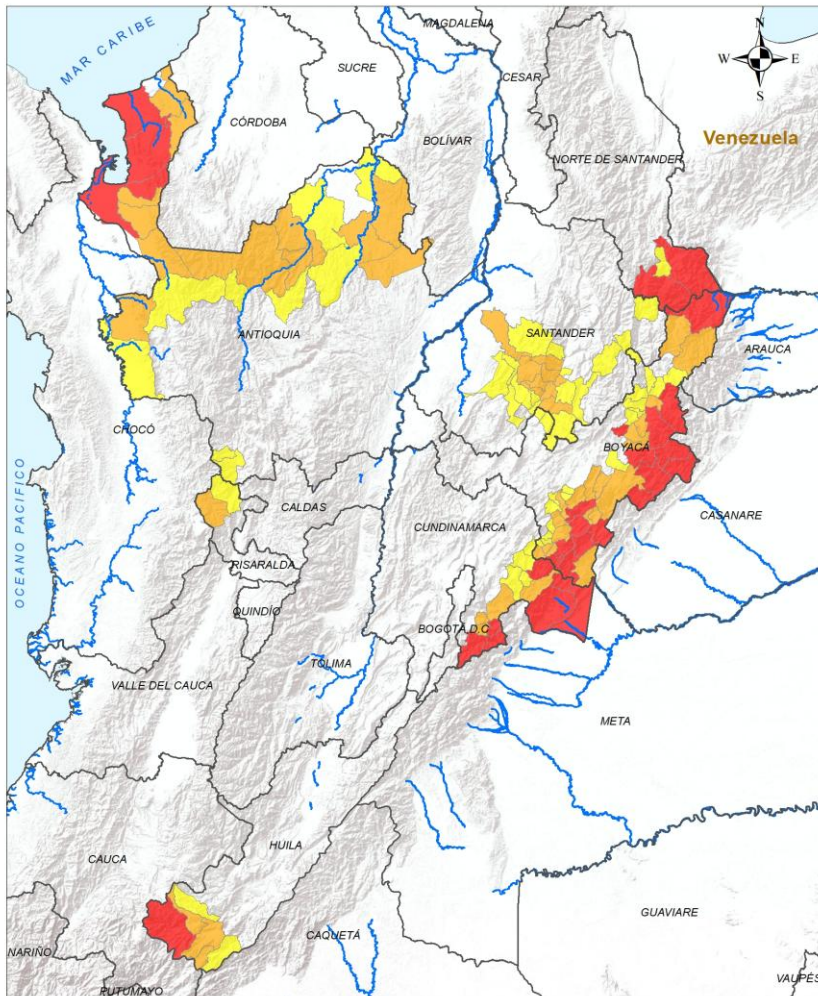 MAGDALENA
MAR CARIBE
N
W E
S
SUCRE
CESAR
CÓRDOBA
BOLÍVAR
Venezuela
NORTE DE SANTANDER
ANTIOQUIA
SANTANDER
ARAUCA
CHOCÓ
BOYACÁ
OCEANO PACIFICO
CALDAS
CUNDINAMARCA
CASANARE
RISARALDA
QUINDÍO
BOGOTÁ D.C
TOLIMA
VALLE DEL CAUCA
META
HUILA
CAUCA
GUAVIARE
CAQUETÁ
NARIÑO
PUTUMAYO
VAUPÉS